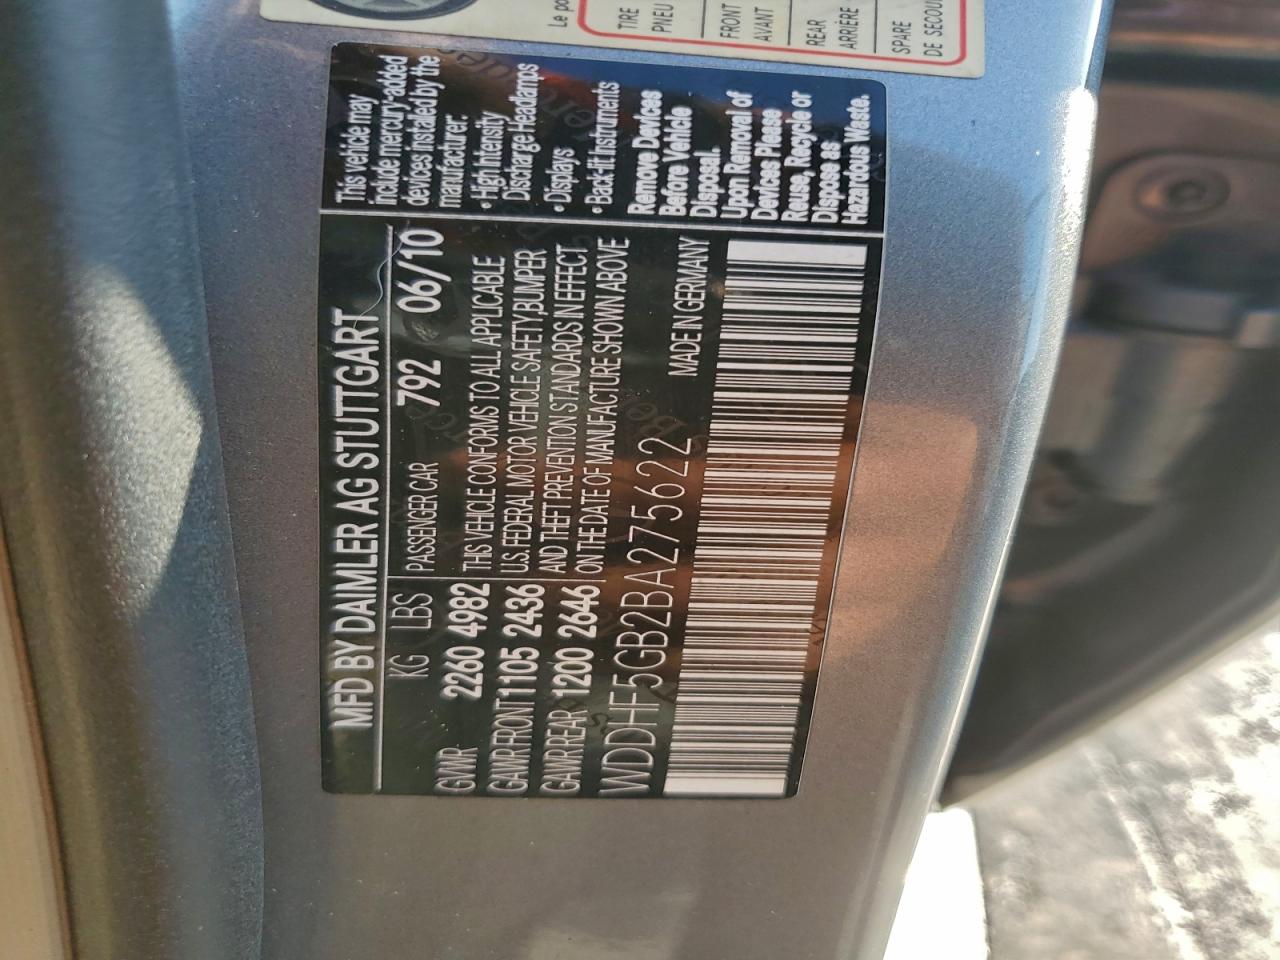 MFD BY DAIMLER AG STUTTGART
KG LBS
GVWR 2260 4982
GAWR FRONT 1105 2436
GAWR REAR 1200 2646
PASSENGER CAR 792 06/10
THIS VEHICLE CONFORMS TO ALL APPLICABLE
U.S. FEDERAL MOTOR VEHICLE SAFETY,BUMPER
AND THEFT PREVENTION STANDARDS IN EFFECT
ON THE DATE OF MANUFACTURE SHOWN ABOVE
WDDHF5GB2BA275622
MADE IN GERMANY
This vehicle may
include mercury-added
devices installed by the
manufacturer:
• High Intensity
Discharge Headlamps
• Displays
• Back-lit Instruments
Remove Devices
Before Vehicle
Disposal.
Upon Removal of
Devices Please
Reuse, Recycle or
Dispose as
Hazardous Waste.
Le
TIRE
PNEU
FRONT
AVANT
REAR
ARRIÈRE
SPARE
DE SECOU